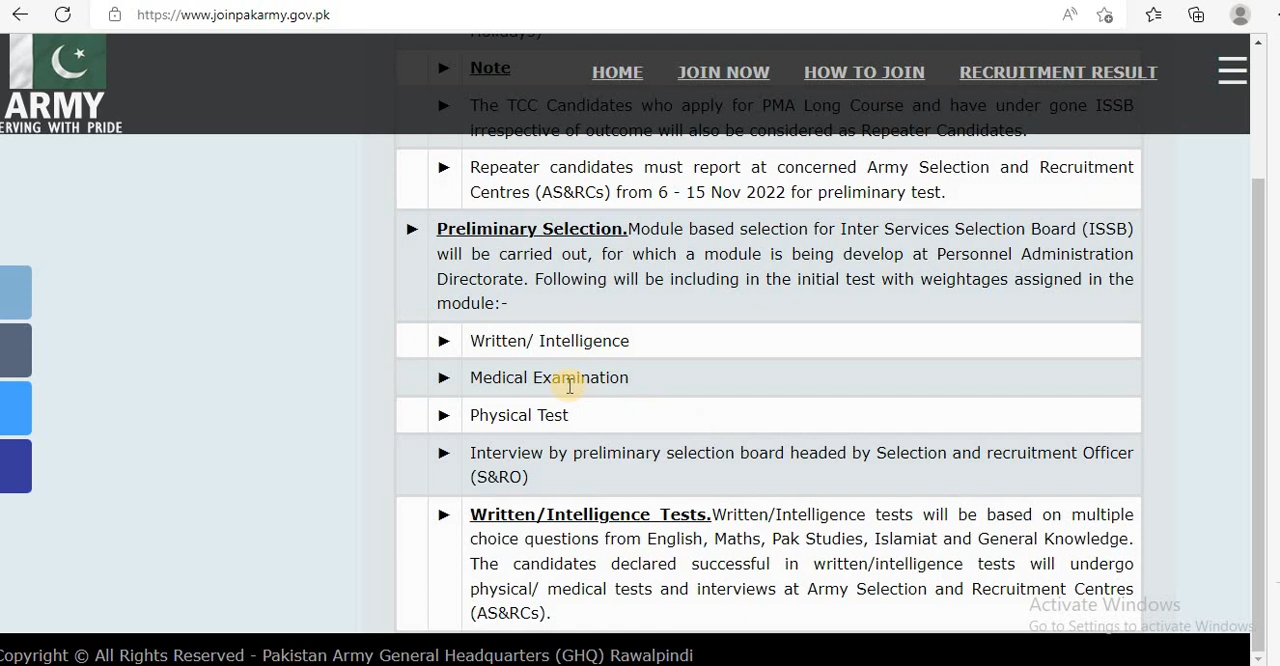 https://www.joinpakarmy.gov.pk
Holidays)
ARMY
ERVING WITH PRIDE
HOME JOIN NOW HOW TO JOIN RECRUITMENT RESULT
► Note
► The TCC Candidates who apply for PMA Long Course and have under gone ISSB
irrespective of outcome will also be considered as Repeater Candidates.
► Repeater candidates must report at concerned Army Selection and Recruitment
Centres (AS&RCs) from 6 - 15 Nov 2022 for preliminary test.
► Preliminary Selection.Module based selection for Inter Services Selection Board (ISSB)
will be carried out, for which a module is being develop at Personnel Administration
Directorate. Following will be including in the initial test with weightages assigned in the
module:-
► Written/ Intelligence
► Medical Examination
► Physical Test
► Interview by preliminary selection board headed by Selection and recruitment Officer
(S&RO)
► Written/Intelligence Tests.Written/Intelligence tests will be based on multiple
choice questions from English, Maths, Pak Studies, Islamiat and General Knowledge.
The candidates declared successful in written/intelligence tests will undergo
physical/ medical tests and interviews at Army Selection and Recruitment Centres
(AS&RCs).
Activate Windows
Go to Settings to activate Windows.
Copyright © All Rights Reserved - Pakistan Army General Headquarters (GHQ) Rawalpindi